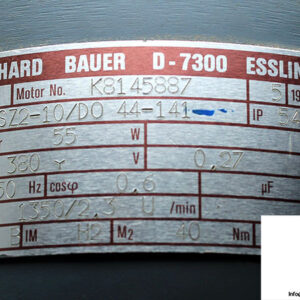 HARD BAUER D-7300 ESSLIN
Motor No. K8145887 5 19
SZ2-10/DO 44-141 IP 54
55 W
380 Y V 0,27
50 Hz cosφ 0,6 µF
1350/2,3 U/min
IM H2 M₂ 40 Nm